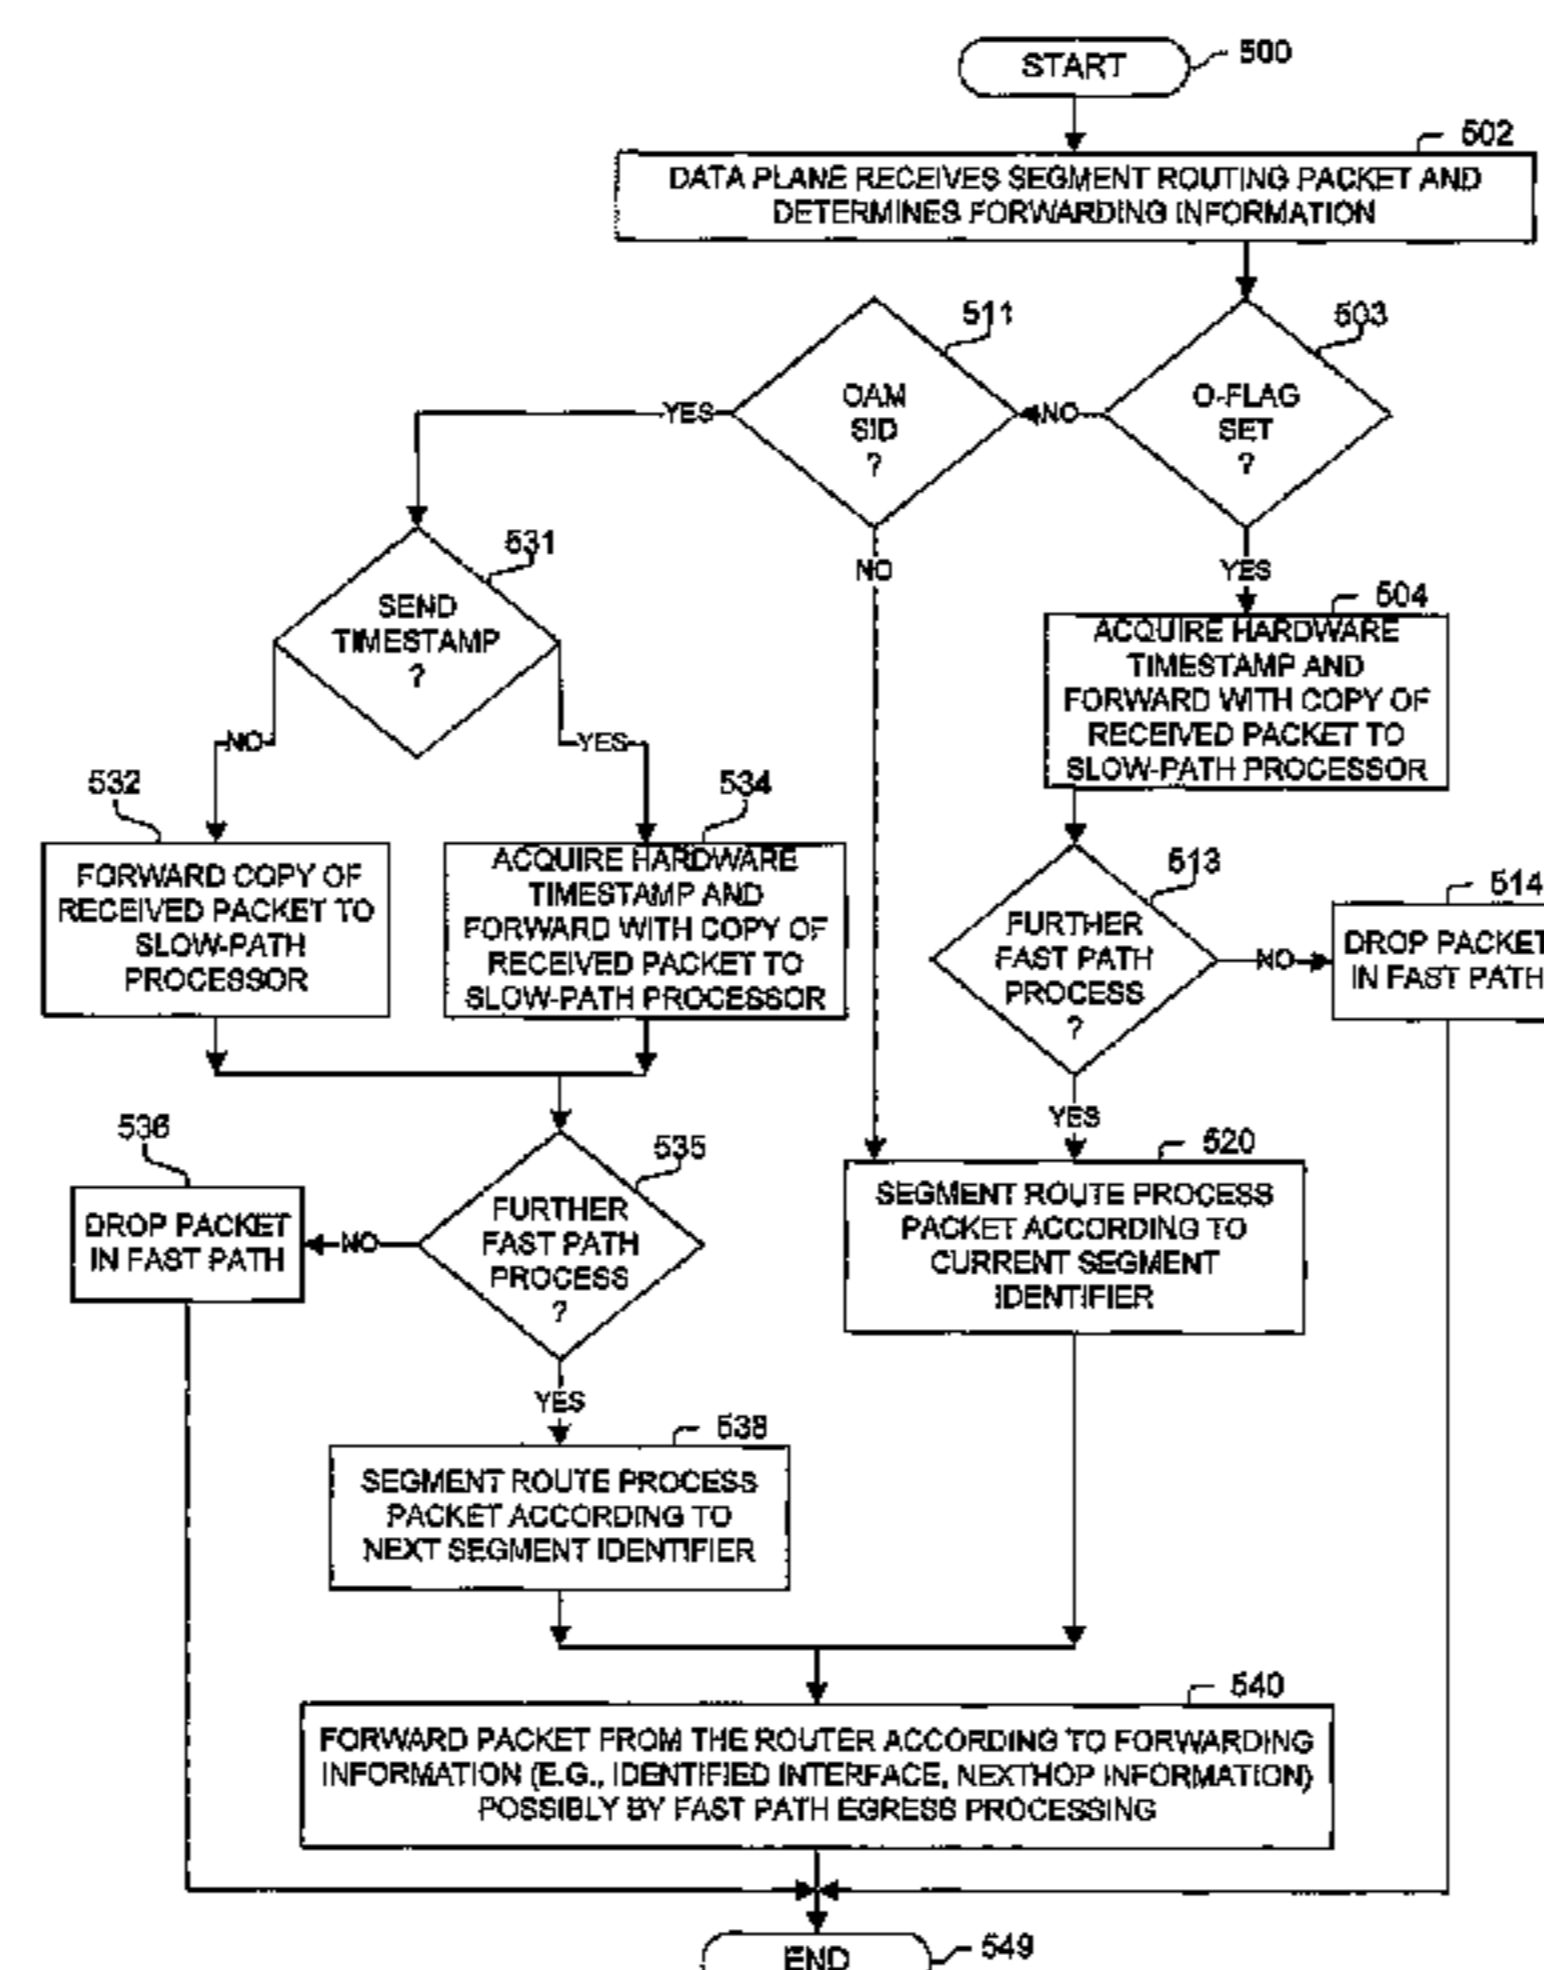 START
500
502
DATA PLANE RECEIVES SEGMENT ROUTING PACKET AND
DETERMINES FORWARDING INFORMATION
511
503
OAM
SID
?
NO
O-FLAG
SET
?
YES
NO
YES
531
SEND
TIMESTAMP
?
504
ACQUIRE HARDWARE
TIMESTAMP AND
FORWARD WITH COPY OF
RECEIVED PACKET TO
SLOW-PATH PROCESSOR
NO
YES
532
534
FORWARD COPY OF
RECEIVED PACKET TO
SLOW-PATH
PROCESSOR
ACQUIRE HARDWARE
TIMESTAMP AND
FORWARD WITH COPY OF
RECEIVED PACKET TO
SLOW-PATH PROCESSOR
513
FURTHER
FAST PATH
PROCESS
?
NO
514
DROP PACKET
IN FAST PATH
YES
536
535
520
DROP PACKET
IN FAST PATH
NO
FURTHER
FAST PATH
PROCESS
?
SEGMENT ROUTE PROCESS
PACKET ACCORDING TO
CURRENT SEGMENT
IDENTIFIER
YES
538
SEGMENT ROUTE PROCESS
PACKET ACCORDING TO
NEXT SEGMENT IDENTIFIER
540
FORWARD PACKET FROM THE ROUTER ACCORDING TO FORWARDING
INFORMATION (E.G., IDENTIFIED INTERFACE, NEXTHOP INFORMATION)
POSSIBLY BY FAST PATH EGRESS PROCESSING
END
549